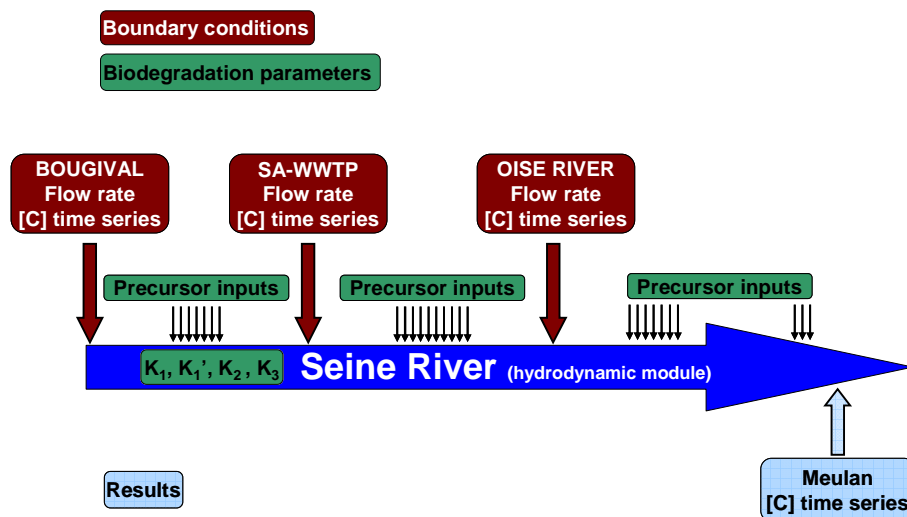 Boundary conditions
Biodegradation parameters
BOUGIVAL
Flow rate
[C] time series
SA-WWTP
Flow rate
[C] time series
OISE RIVER
Flow rate
[C] time series
Precursor inputs
Precursor inputs
Precursor inputs
K₁, K₁’, K₂ , K₃
Seine River (hydrodynamic module)
Results
Meulan
[C] time series